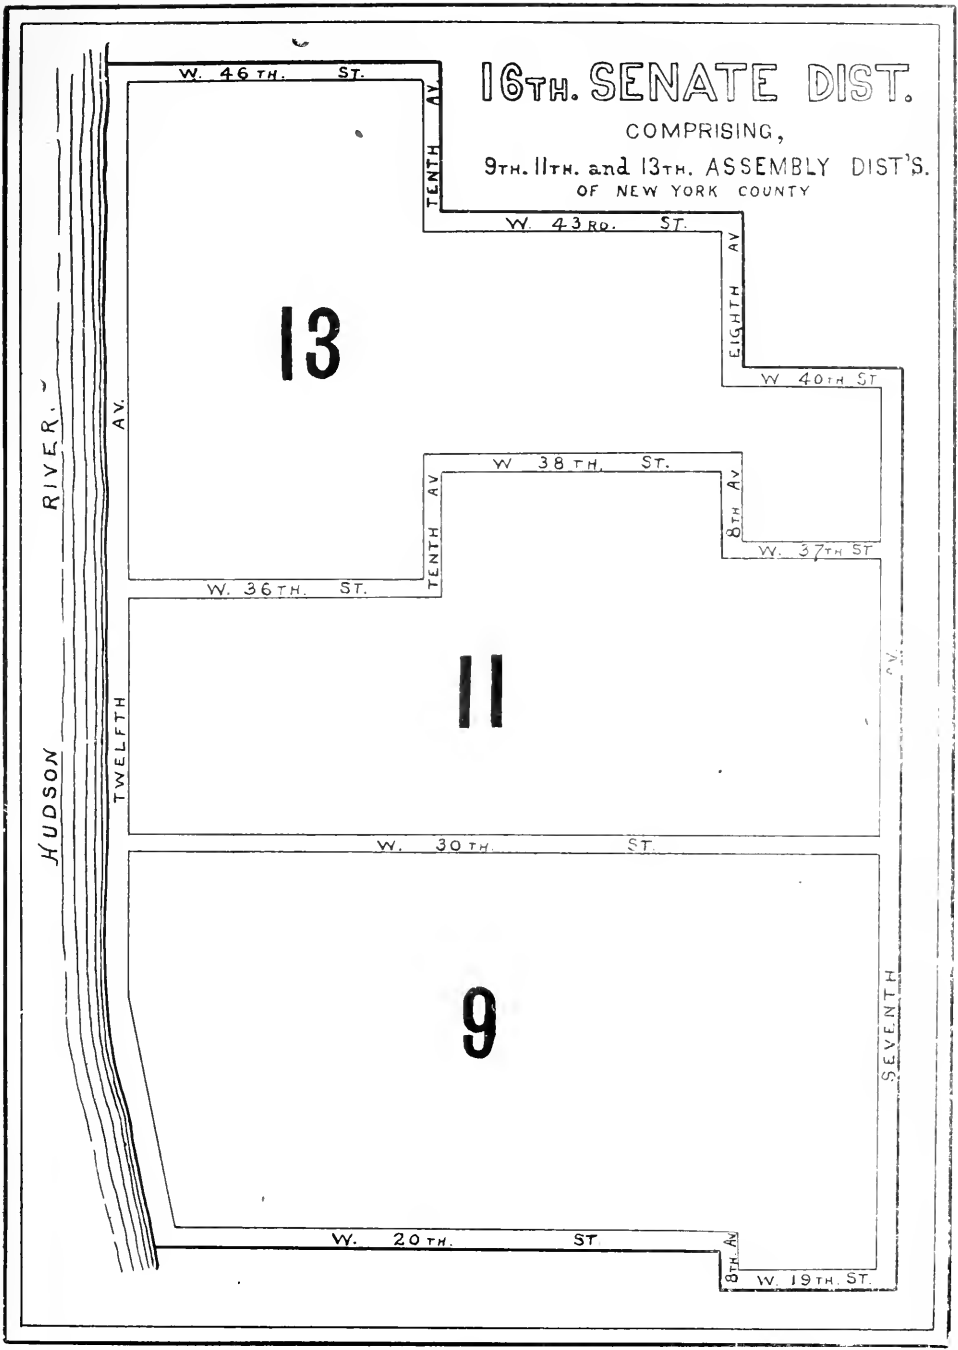 16TH. SENATE DIST.
COMPRISING,
9TH. 11TH. and 13TH. ASSEMBLY DIST'S.
OF NEW YORK COUNTY
W. 46TH. ST.
TENTH AV.
W. 43RD. ST.
EIGHTH AV
W 40TH ST
13
HUDSON RIVER.
TWELFTH AV.
W 38TH. ST.
TENTH AV
8TH AV
W. 37TH ST
W. 36TH. ST.
11
SEVENTH AV.
W. 30TH. ST.
9
W. 20TH. ST
8TH. AV
W. 19TH. ST.